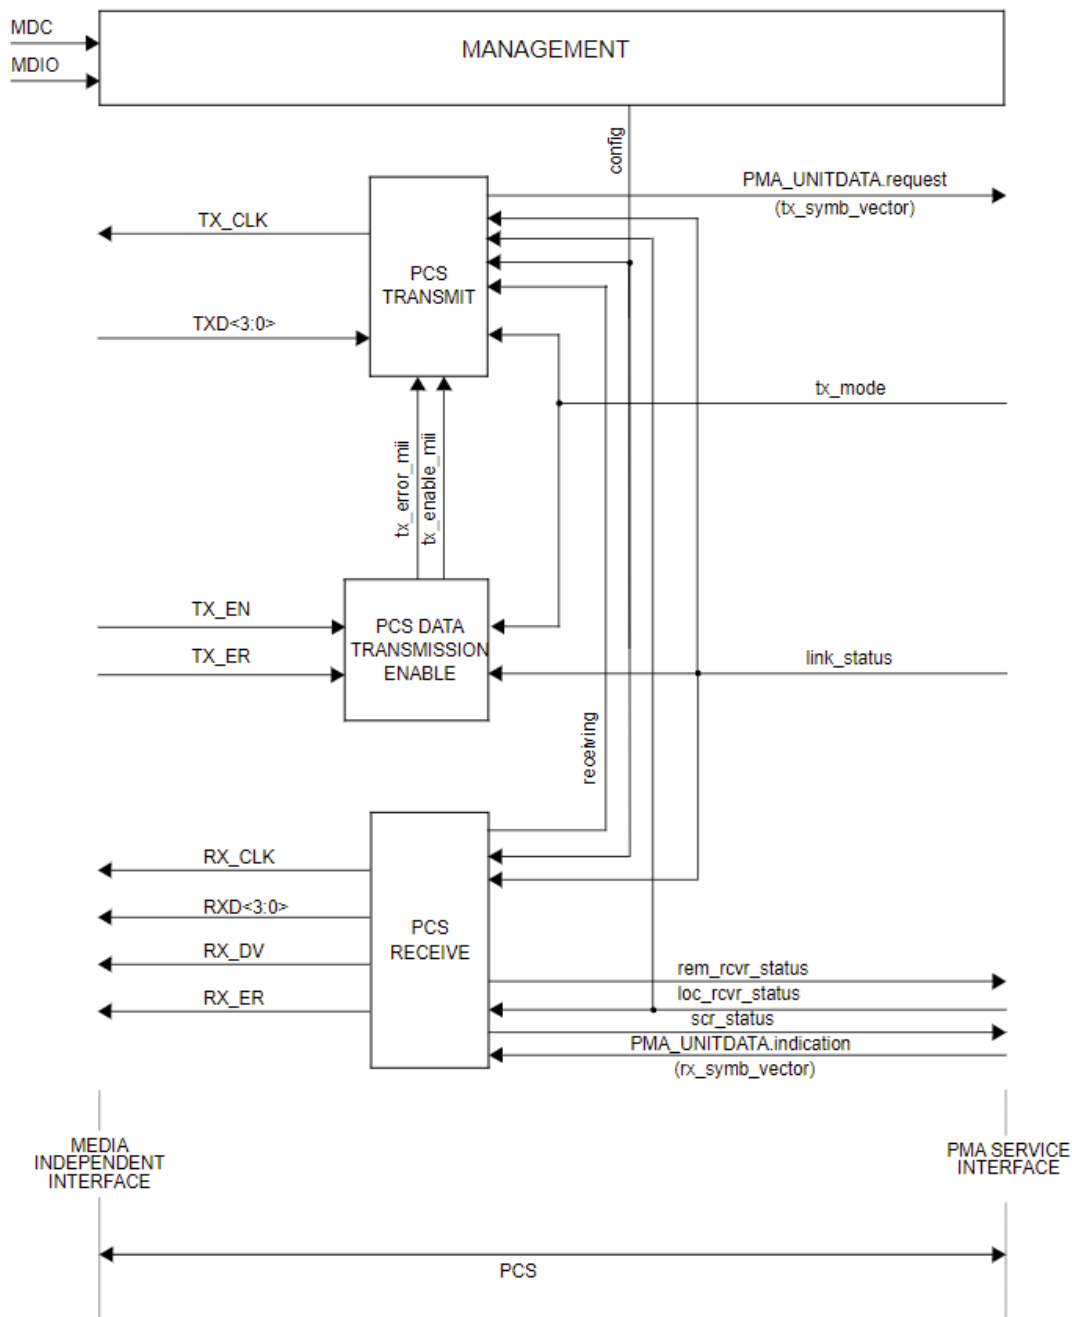 MDC
MANAGEMENT
MDIO
config
PMA_UNITDATA.request
(tx_symb_vector)
TX_CLK
PCS
TRANSMIT
TXD<3:0>
tx_mode
tx_error_mii
tx_enable_mii
TX_EN
PCS DATA
TRANSMISSION
ENABLE
TX_ER
link_status
receiving
RX_CLK
RXD<3:0>
PCS
RECEIVE
RX_DV
RX_ER
rem_rcvr_status
loc_rcvr_status
scr_status
PMA_UNITDATA.indication
(rx_symb_vector)
MEDIA
INDEPENDENT
INTERFACE
PMA SERVICE
INTERFACE
PCS